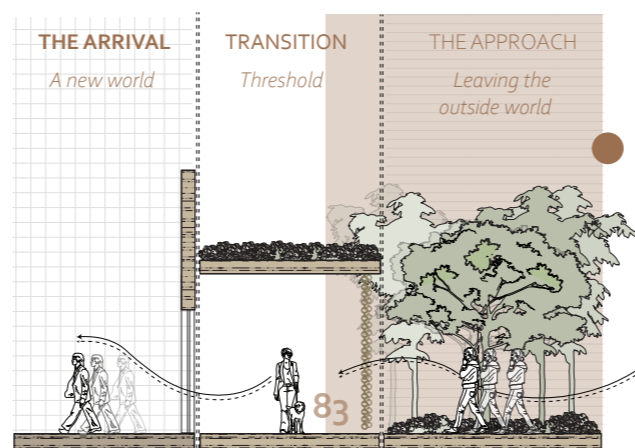 THE ARRIVAL
A new world
TRANSITION
Threshold
THE APPROACH
Leaving the
outside world
83